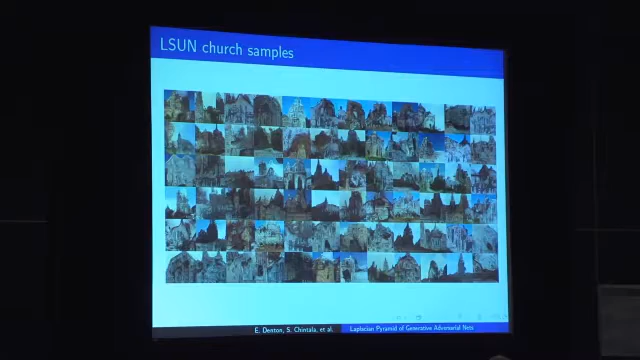 LSUN church samples
E. Denton, S. Chintala, et al.
Laplacian Pyramid of Generative Adversarial Nets